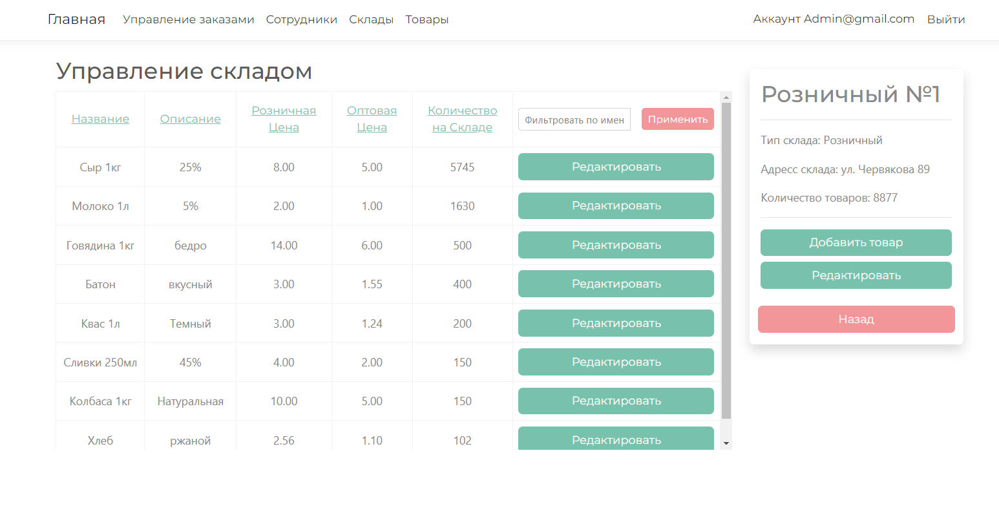 Главная Управление заказами Сотрудники Склады Товары Аккаунт Admin@gmail.com Выйти
Управление складом
Название Описание Розничная Цена Оптовая Цена Количество на Складе Фильтровать по имен Применить
Сыр 1кг 25% 8.00 5.00 5745 Редактировать
Молоко 1л 5% 2.00 1.00 1630 Редактировать
Говядина 1кг бедро 14.00 6.00 500 Редактировать
Батон вкусный 3.00 1.55 400 Редактировать
Квас 1л Темный 3.00 1.24 200 Редактировать
Сливки 250мл 45% 4.00 2.00 150 Редактировать
Колбаса 1кг Натуральная 10.00 5.00 150 Редактировать
Хлеб ржаной 2.56 1.10 102 Редактировать
Розничный №1
Тип склада: Розничный
Адресс склада: ул. Червякова 89
Количество товаров: 8877
Добавить товар
Редактировать
Назад